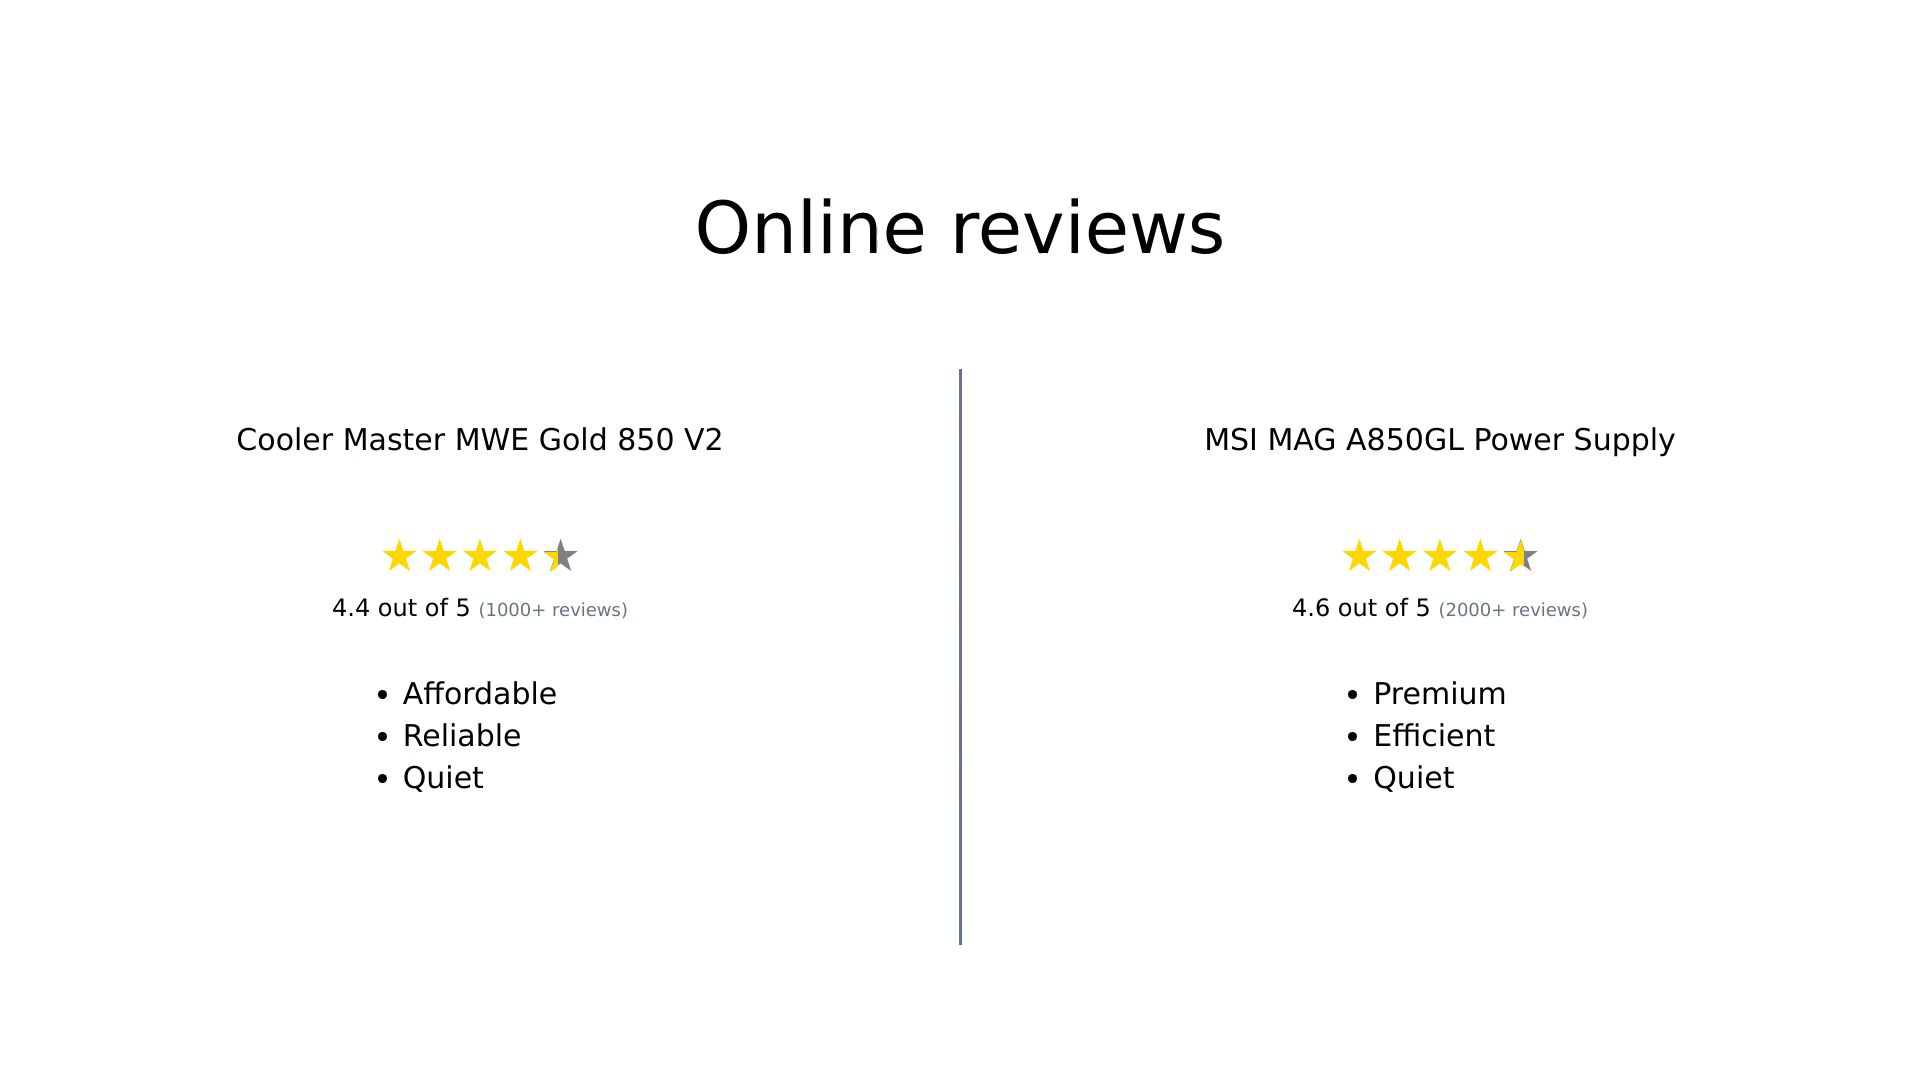 Online reviews
Cooler Master MWE Gold 850 V2
4.4 out of 5 (1000+ reviews)
• Affordable
• Reliable
• Quiet
MSI MAG A850GL Power Supply
4.6 out of 5 (2000+ reviews)
• Premium
• Efficient
• Quiet